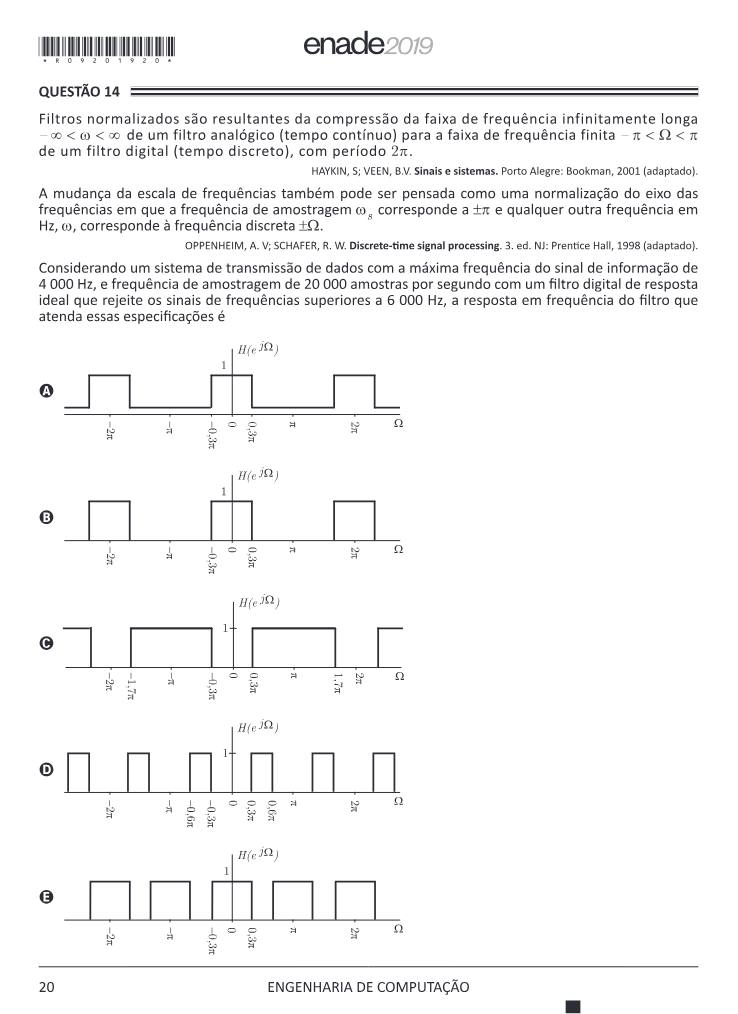 * R 0 9 2 0 1 9 2 0 *
enade2019
QUESTÃO 14
Filtros normalizados são resultantes da compressão da faixa de frequência infinitamente longa
– ∞ < ω < ∞ de um filtro analógico (tempo contínuo) para a faixa de frequência finita – π < Ω < π
de um filtro digital (tempo discreto), com período 2π.
HAYKIN, S; VEEN, B.V. Sinais e sistemas. Porto Alegre: Bookman, 2001 (adaptado).
A mudança da escala de frequências também pode ser pensada como uma normalização do eixo das
frequências em que a frequência de amostragem ω_s corresponde a ±π e qualquer outra frequência em
Hz, ω, corresponde à frequência discreta ±Ω.
OPPENHEIM, A. V; SCHAFER, R. W. Discrete-time signal processing. 3. ed. NJ: Prentice Hall, 1998 (adaptado).
Considerando um sistema de transmissão de dados com a máxima frequência do sinal de informação de
4 000 Hz, e frequência de amostragem de 20 000 amostras por segundo com um filtro digital de resposta
ideal que rejeite os sinais de frequências superiores a 6 000 Hz, a resposta em frequência do filtro que
atenda essas especificações é
H(e^jΩ)
1
A
–2π –π –0,3π 0 0,3π π 2π Ω
H(e^jΩ)
1
B
–2π –π –0,3π 0 0,3π π 2π Ω
H(e^jΩ)
1
C
–2π –1,7π –π –0,3π 0 0,3π π 1,7π 2π Ω
H(e^jΩ)
1
D
–2π –π –0,6π –0,3π 0 0,3π 0,6π π 2π Ω
H(e^jΩ)
1
E
–2π –π –0,3π 0 0,3π π 2π Ω
20 ENGENHARIA DE COMPUTAÇÃO